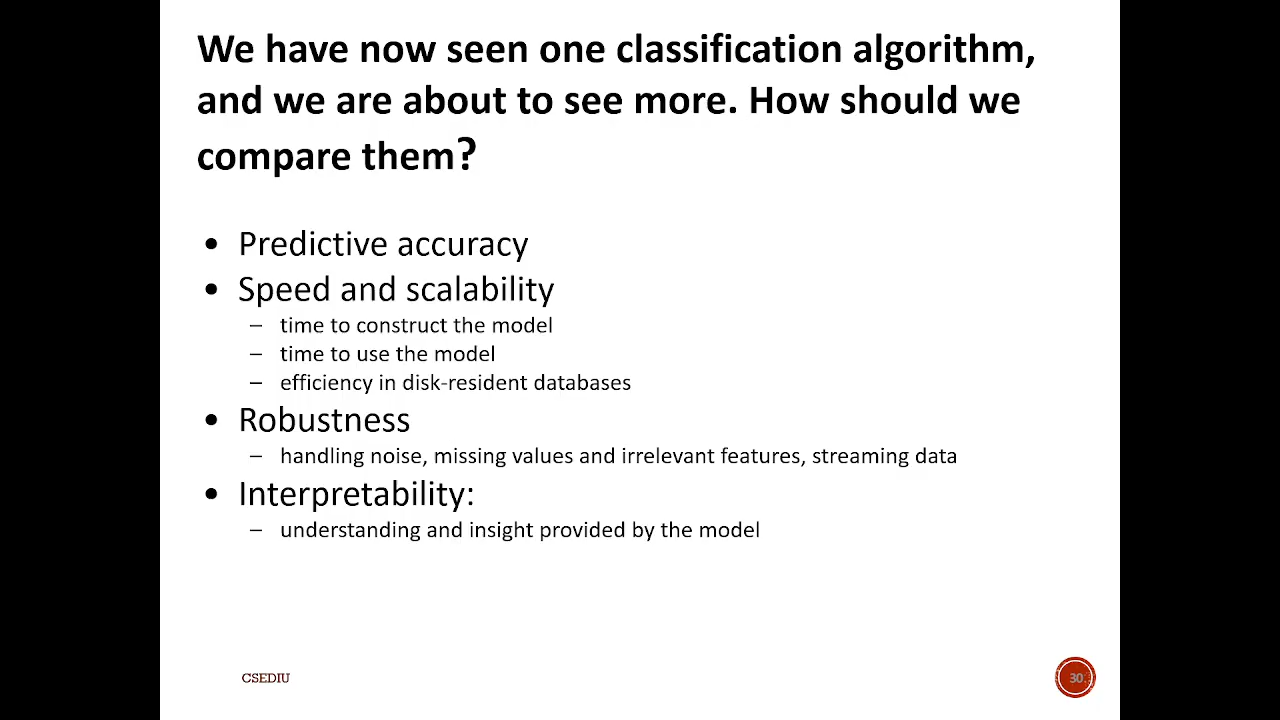 We have now seen one classification algorithm,
and we are about to see more. How should we
compare them?
• Predictive accuracy
• Speed and scalability
– time to construct the model
– time to use the model
– efficiency in disk-resident databases
• Robustness
– handling noise, missing values and irrelevant features, streaming data
• Interpretability:
– understanding and insight provided by the model
CSEDIU
30